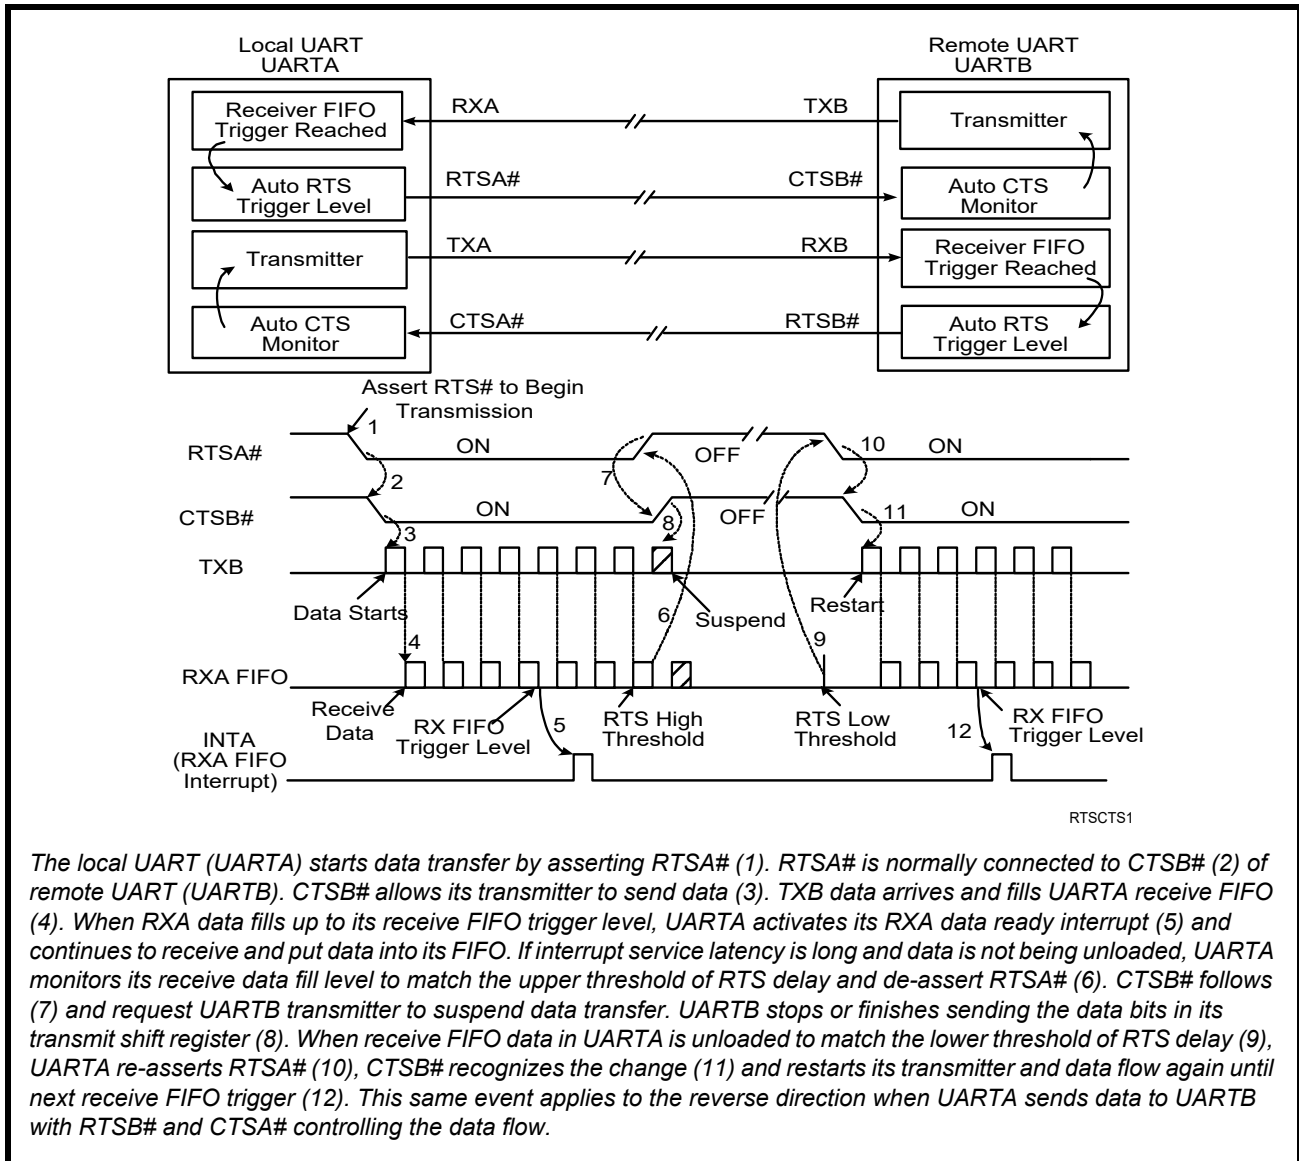 Local UART
UARTA
Remote UART
UARTB
Receiver FIFO
Trigger Reached
RXA
TXB
Transmitter
Auto RTS
Trigger Level
RTSA#
CTSB#
Auto CTS
Monitor
Transmitter
TXA
RXB
Receiver FIFO
Trigger Reached
Auto CTS
Monitor
CTSA#
RTSB#
Auto RTS
Trigger Level
Assert RTS# to Begin
Transmission
RTSA#
1
ON
OFF
10
ON
2
7
CTSB#
ON
OFF
11
ON
3
8
TXB
Data Starts
6
Suspend
Restart
4
9
RXA FIFO
Receive
Data
RX FIFO
Trigger Level
5
RTS High
Threshold
RTS Low
Threshold
12
RX FIFO
Trigger Level
INTA
(RXA FIFO
Interrupt)
RTSCTS1
The local UART (UARTA) starts data transfer by asserting RTSA# (1). RTSA# is normally connected to CTSB# (2) of
remote UART (UARTB). CTSB# allows its transmitter to send data (3). TXB data arrives and fills UARTA receive FIFO
(4). When RXA data fills up to its receive FIFO trigger level, UARTA activates its RXA data ready interrupt (5) and
continues to receive and put data into its FIFO. If interrupt service latency is long and data is not being unloaded, UARTA
monitors its receive data fill level to match the upper threshold of RTS delay and de-assert RTSA# (6). CTSB# follows
(7) and request UARTB transmitter to suspend data transfer. UARTB stops or finishes sending the data bits in its
transmit shift register (8). When receive FIFO data in UARTA is unloaded to match the lower threshold of RTS delay (9),
UARTA re-asserts RTSA# (10), CTSB# recognizes the change (11) and restarts its transmitter and data flow again until
next receive FIFO trigger (12). This same event applies to the reverse direction when UARTA sends data to UARTB
with RTSB# and CTSA# controlling the data flow.